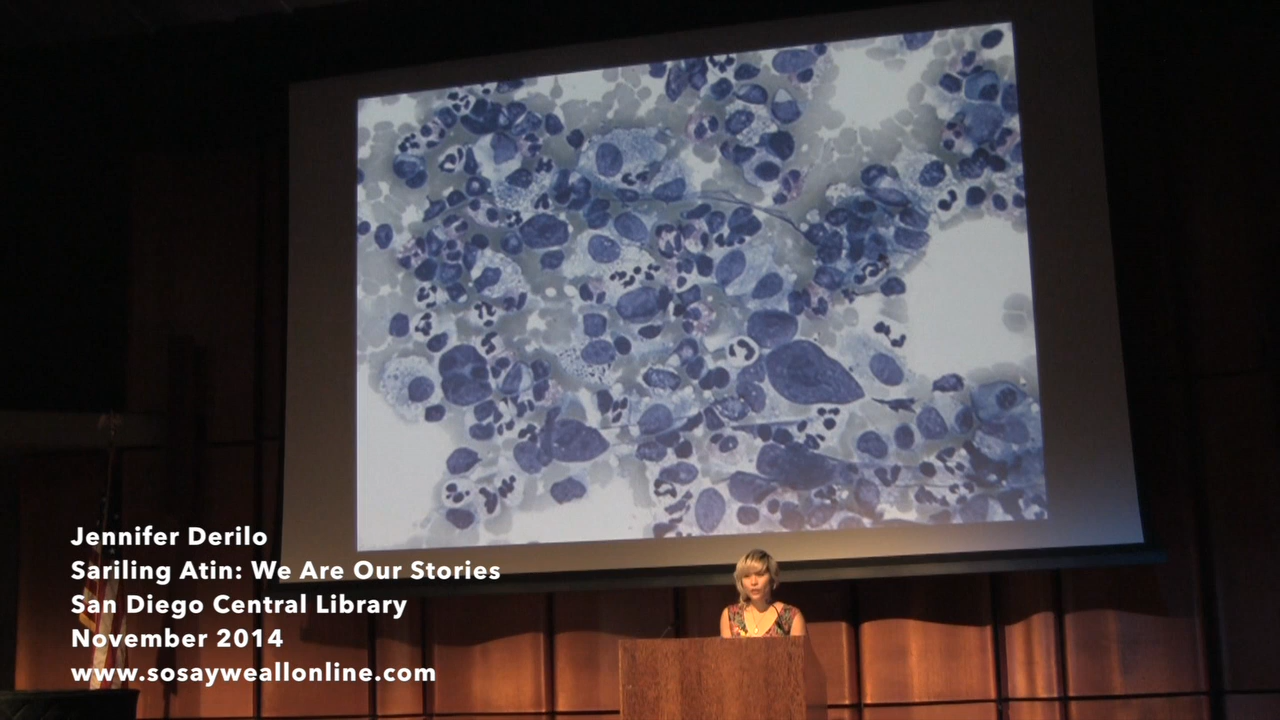 Jennifer Derilo
Sariling Atin: We Are Our Stories
San Diego Central Library
November 2014
www.sosayweallonline.com